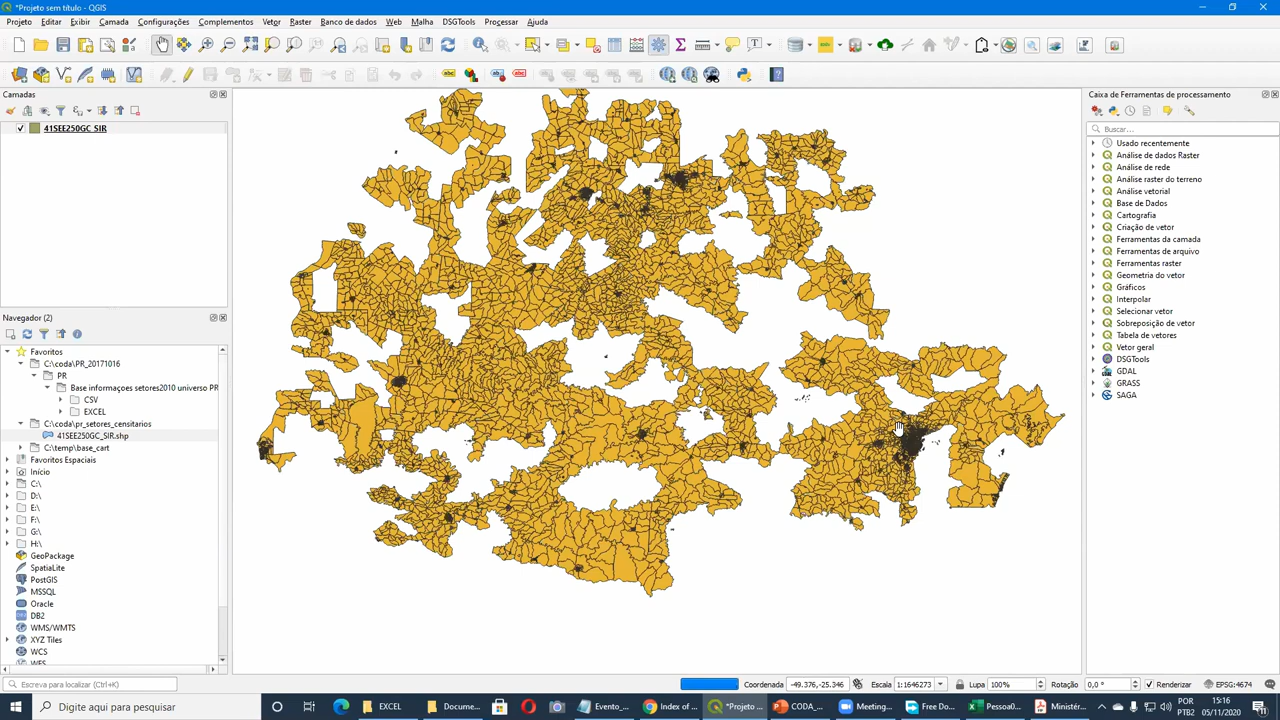 *Projeto sem título - QGIS
Projeto Editar Exibir Camada Configurações Complementos Vetor Raster Banco de dados Web Malha DSGTools Processar Ajuda
Camadas
41SEE250GC_SIR
Navegador (2)
Favoritos
C:\coda\PR_20171016
PR
Base informaçoes setores2010 universo PR
CSV
EXCEL
C:\coda\pr_setores_censitarios
41SEE250GC_SIR.shp
C:\temp\base_cart
Favoritos Espaciais
Início
C:\
D:\
E:\
F:\
G:\
H:\
GeoPackage
SpatiaLite
PostGIS
MSSQL
Oracle
DB2
WMS/WMTS
XYZ Tiles
WCS
WFS
Caixa de Ferramentas de processamento
Buscar...
Usado recentemente
Análise de dados Raster
Análise de rede
Análise raster do terreno
Análise vetorial
Base de Dados
Cartografia
Criação de vetor
Ferramentas da camada
Ferramentas de arquivo
Ferramentas raster
Geometria do vetor
Gráficos
Interpolar
Selecionar vetor
Sobreposição de vetor
Tabela de vetores
Vetor geral
DSGTools
GDAL
GRASS
SAGA
Escreva para localizar (Ctrl+K)
Coordenada -49.376,-25.346 Escala 1:1646273 Lupa 100% Rotação 0,0 ° Renderizar EPSG:4674
Digite aqui para pesquisar
EXCEL Docume... Evento_... Index of ... *Projeto ... CODA_... Meeting... Free Do... Pessoa0... Ministér...
POR
PTB2
15:16
05/11/2020